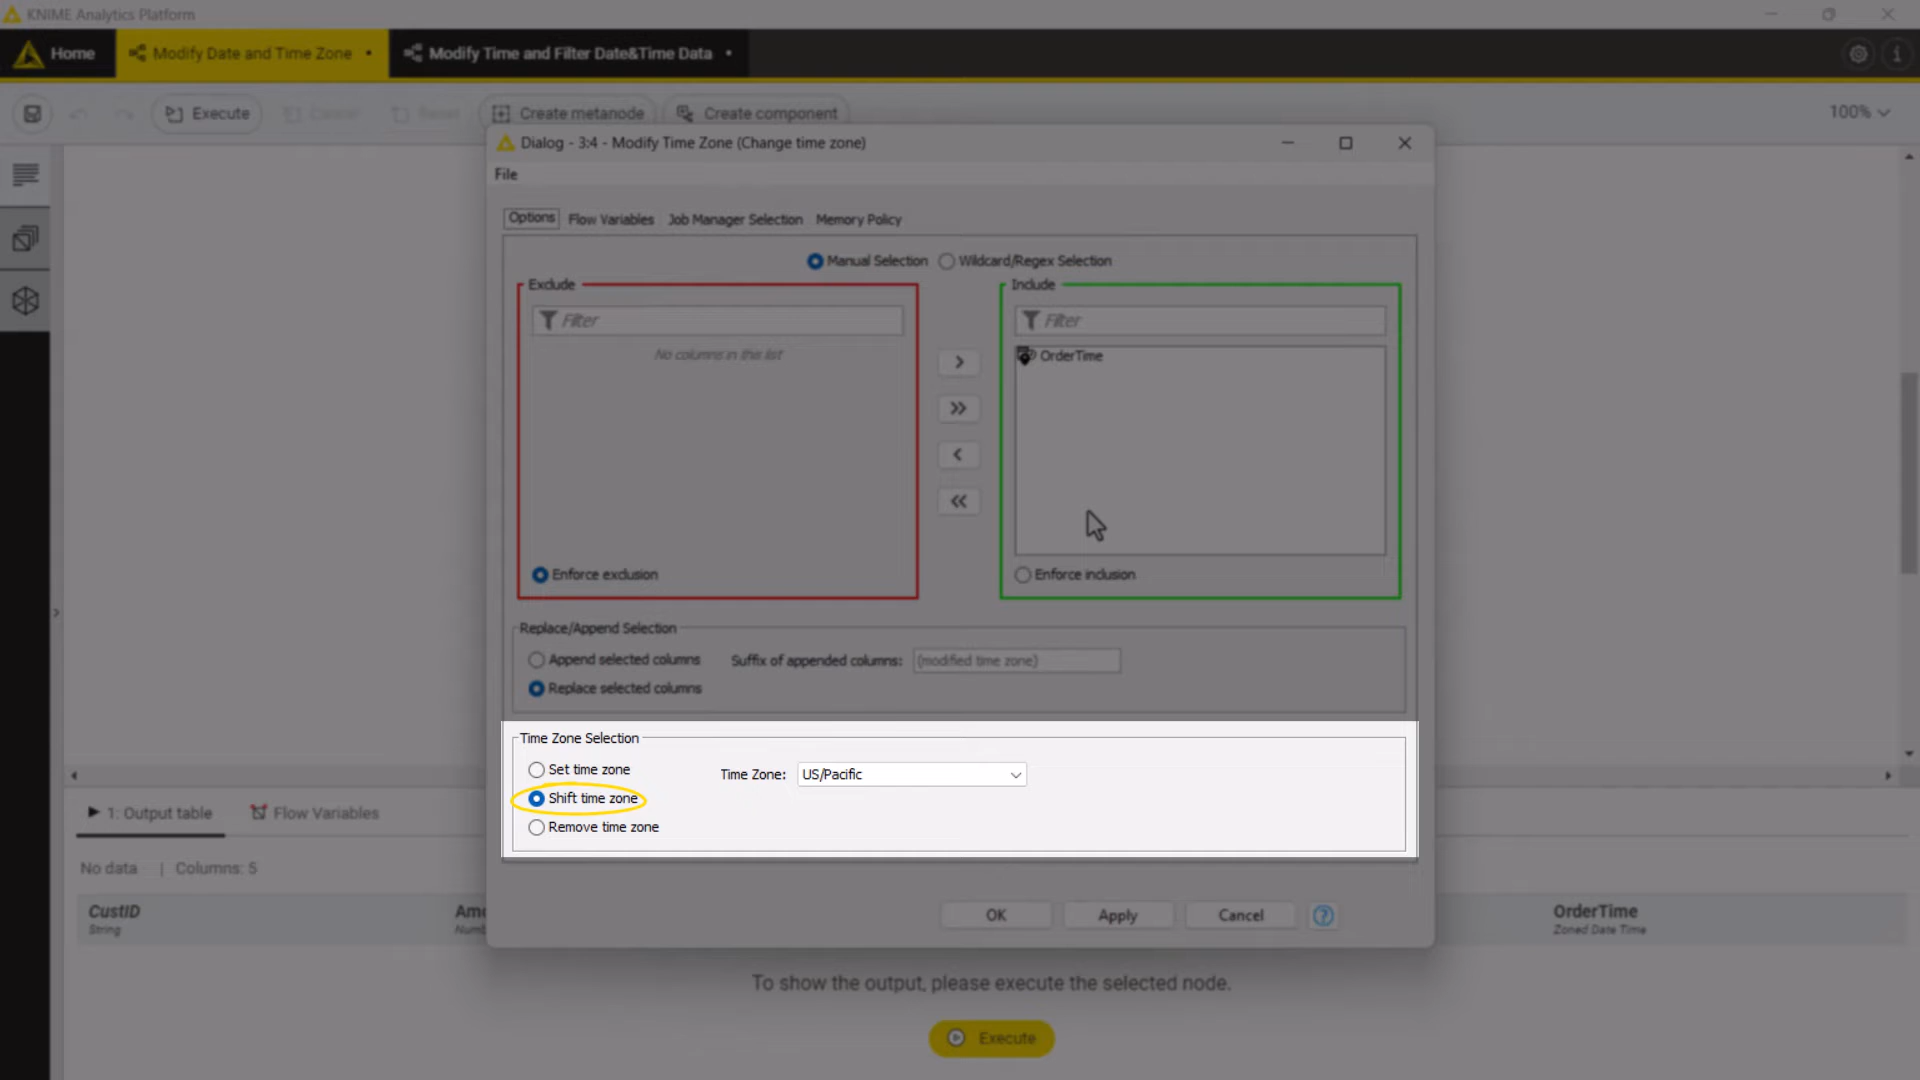 KNIME Analytics Platform
Home
Modify Date and Time Zone
Modify Time and Filter Date&Time Data
Execute
Cancel
Reset
Create metanode
Create component
100%
Dialog - 3:4 - Modify Time Zone (Change time zone)
File
Options Flow Variables Job Manager Selection Memory Policy
Manual Selection Wildcard/Regex Selection
Exclude
Include
Filter
Filter
No columns in this list
OrderTime
Enforce exclusion
Enforce inclusion
Replace/Append Selection
Append selected columns Suffix of appended columns: (modified time zone)
Replace selected columns
Time Zone Selection
Set time zone
Time Zone: US/Pacific
Shift time zone
Remove time zone
1: Output table
Flow Variables
No data | Columns: 5
OK Apply Cancel
CustID
String
OrderTime
Zoned Date Time
To show the output, please execute the selected node.
Execute